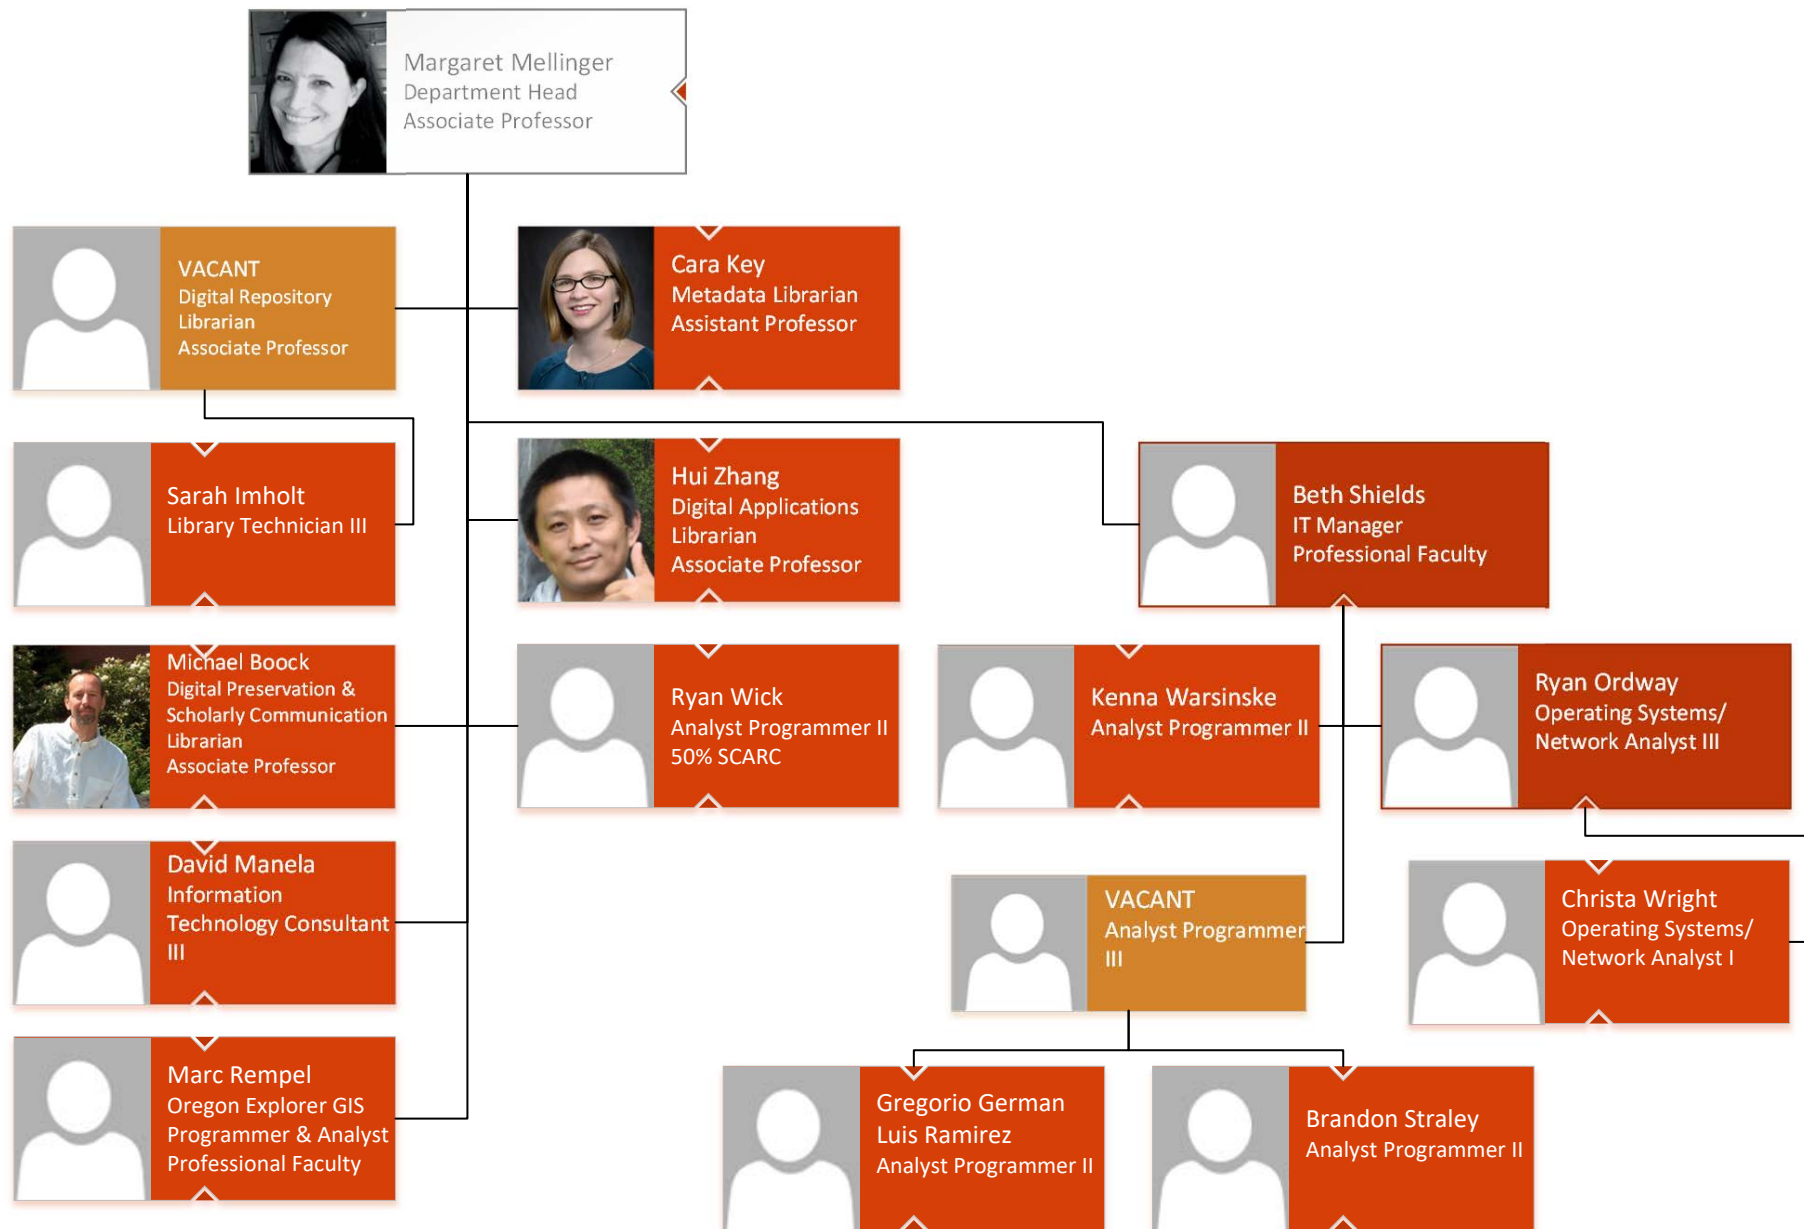 Margaret Mellinger
Department Head
Associate Professor
VACANT
Digital Repository
Librarian
Associate Professor
Cara Key
Metadata Librarian
Assistant Professor
Sarah Imholt
Library Technician III
Hui Zhang
Digital Applications
Librarian
Associate Professor
Beth Shields
IT Manager
Professional Faculty
Michael Boock
Digital Preservation &
Scholarly Communication
Librarian
Associate Professor
Ryan Wick
Analyst Programmer II
50% SCARC
Kenna Warsinske
Analyst Programmer II
Ryan Ordway
Operating Systems/
Network Analyst III
David Manela
Information
Technology Consultant
III
VACANT
Analyst Programmer
III
Christa Wright
Operating Systems/
Network Analyst I
Marc Rempel
Oregon Explorer GIS
Programmer & Analyst
Professional Faculty
Gregorio German
Luis Ramirez
Analyst Programmer II
Brandon Straley
Analyst Programmer II